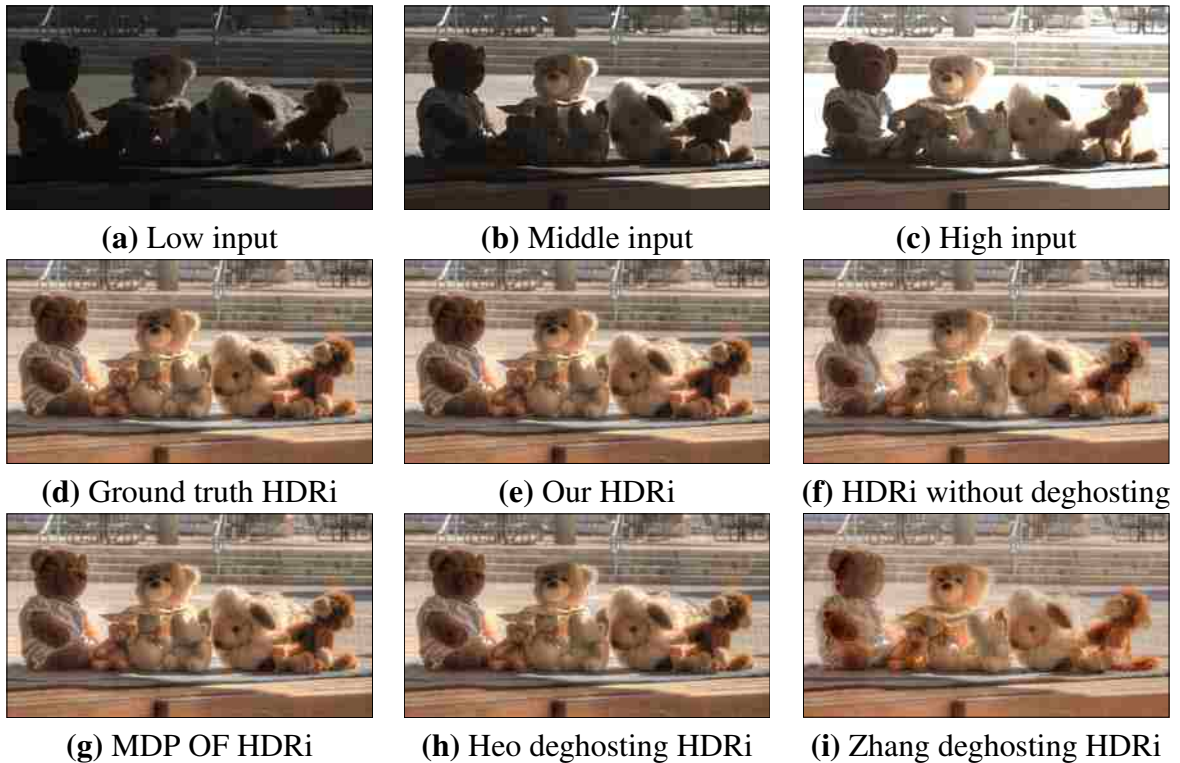 (a) Low input
(b) Middle input
(c) High input
(d) Ground truth HDRi
(e) Our HDRi
(f) HDRi without deghosting
(g) MDP OF HDRi
(h) Heo deghosting HDRi
(i) Zhang deghosting HDRi